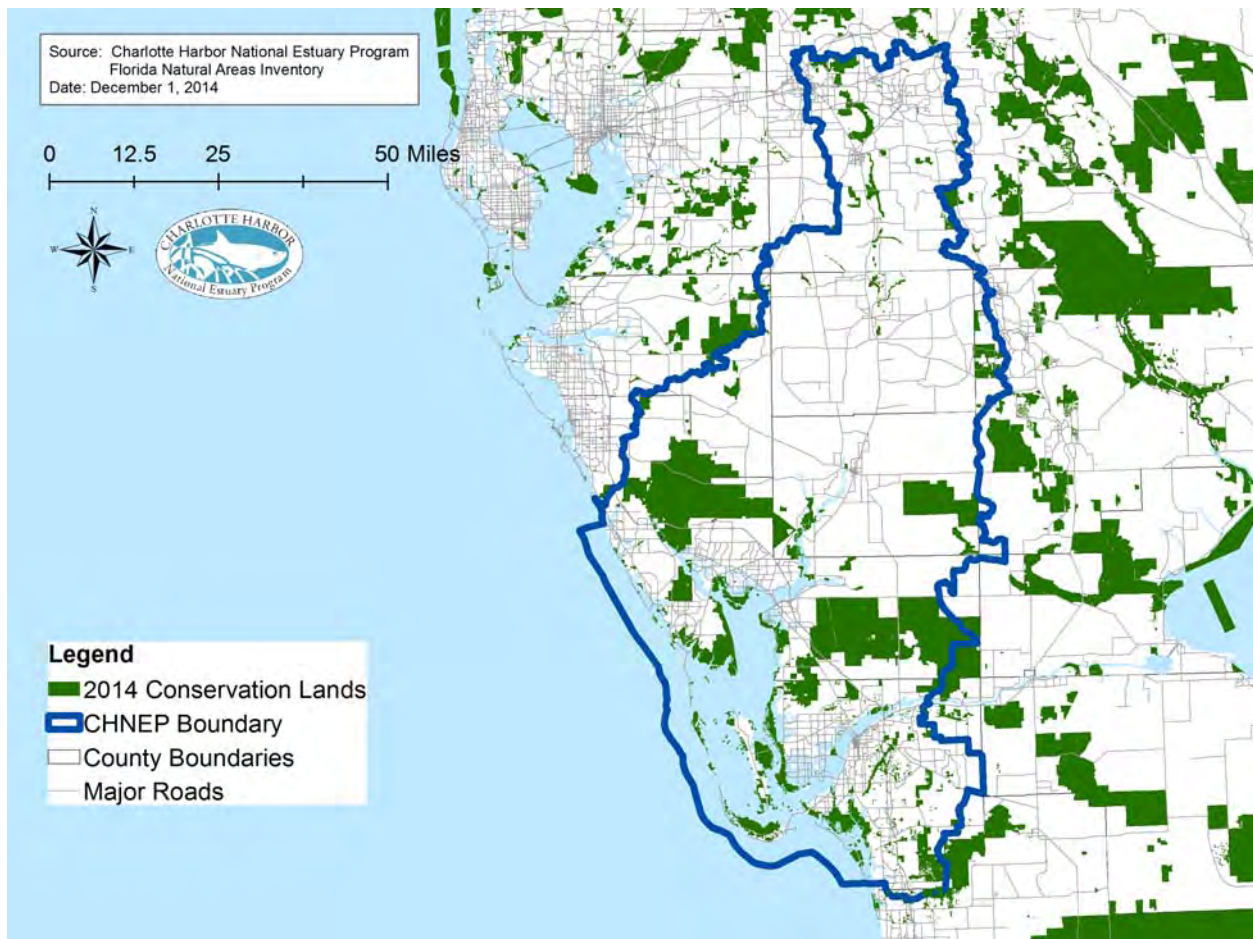 Source: Charlotte Harbor National Estuary Program
Florida Natural Areas Inventory
Date: December 1, 2014
0 12.5 25 50 Miles
N
W E
S
CHARLOTTE HARBOR
National Estuary Program
Legend
2014 Conservation Lands
CHNEP Boundary
County Boundaries
Major Roads